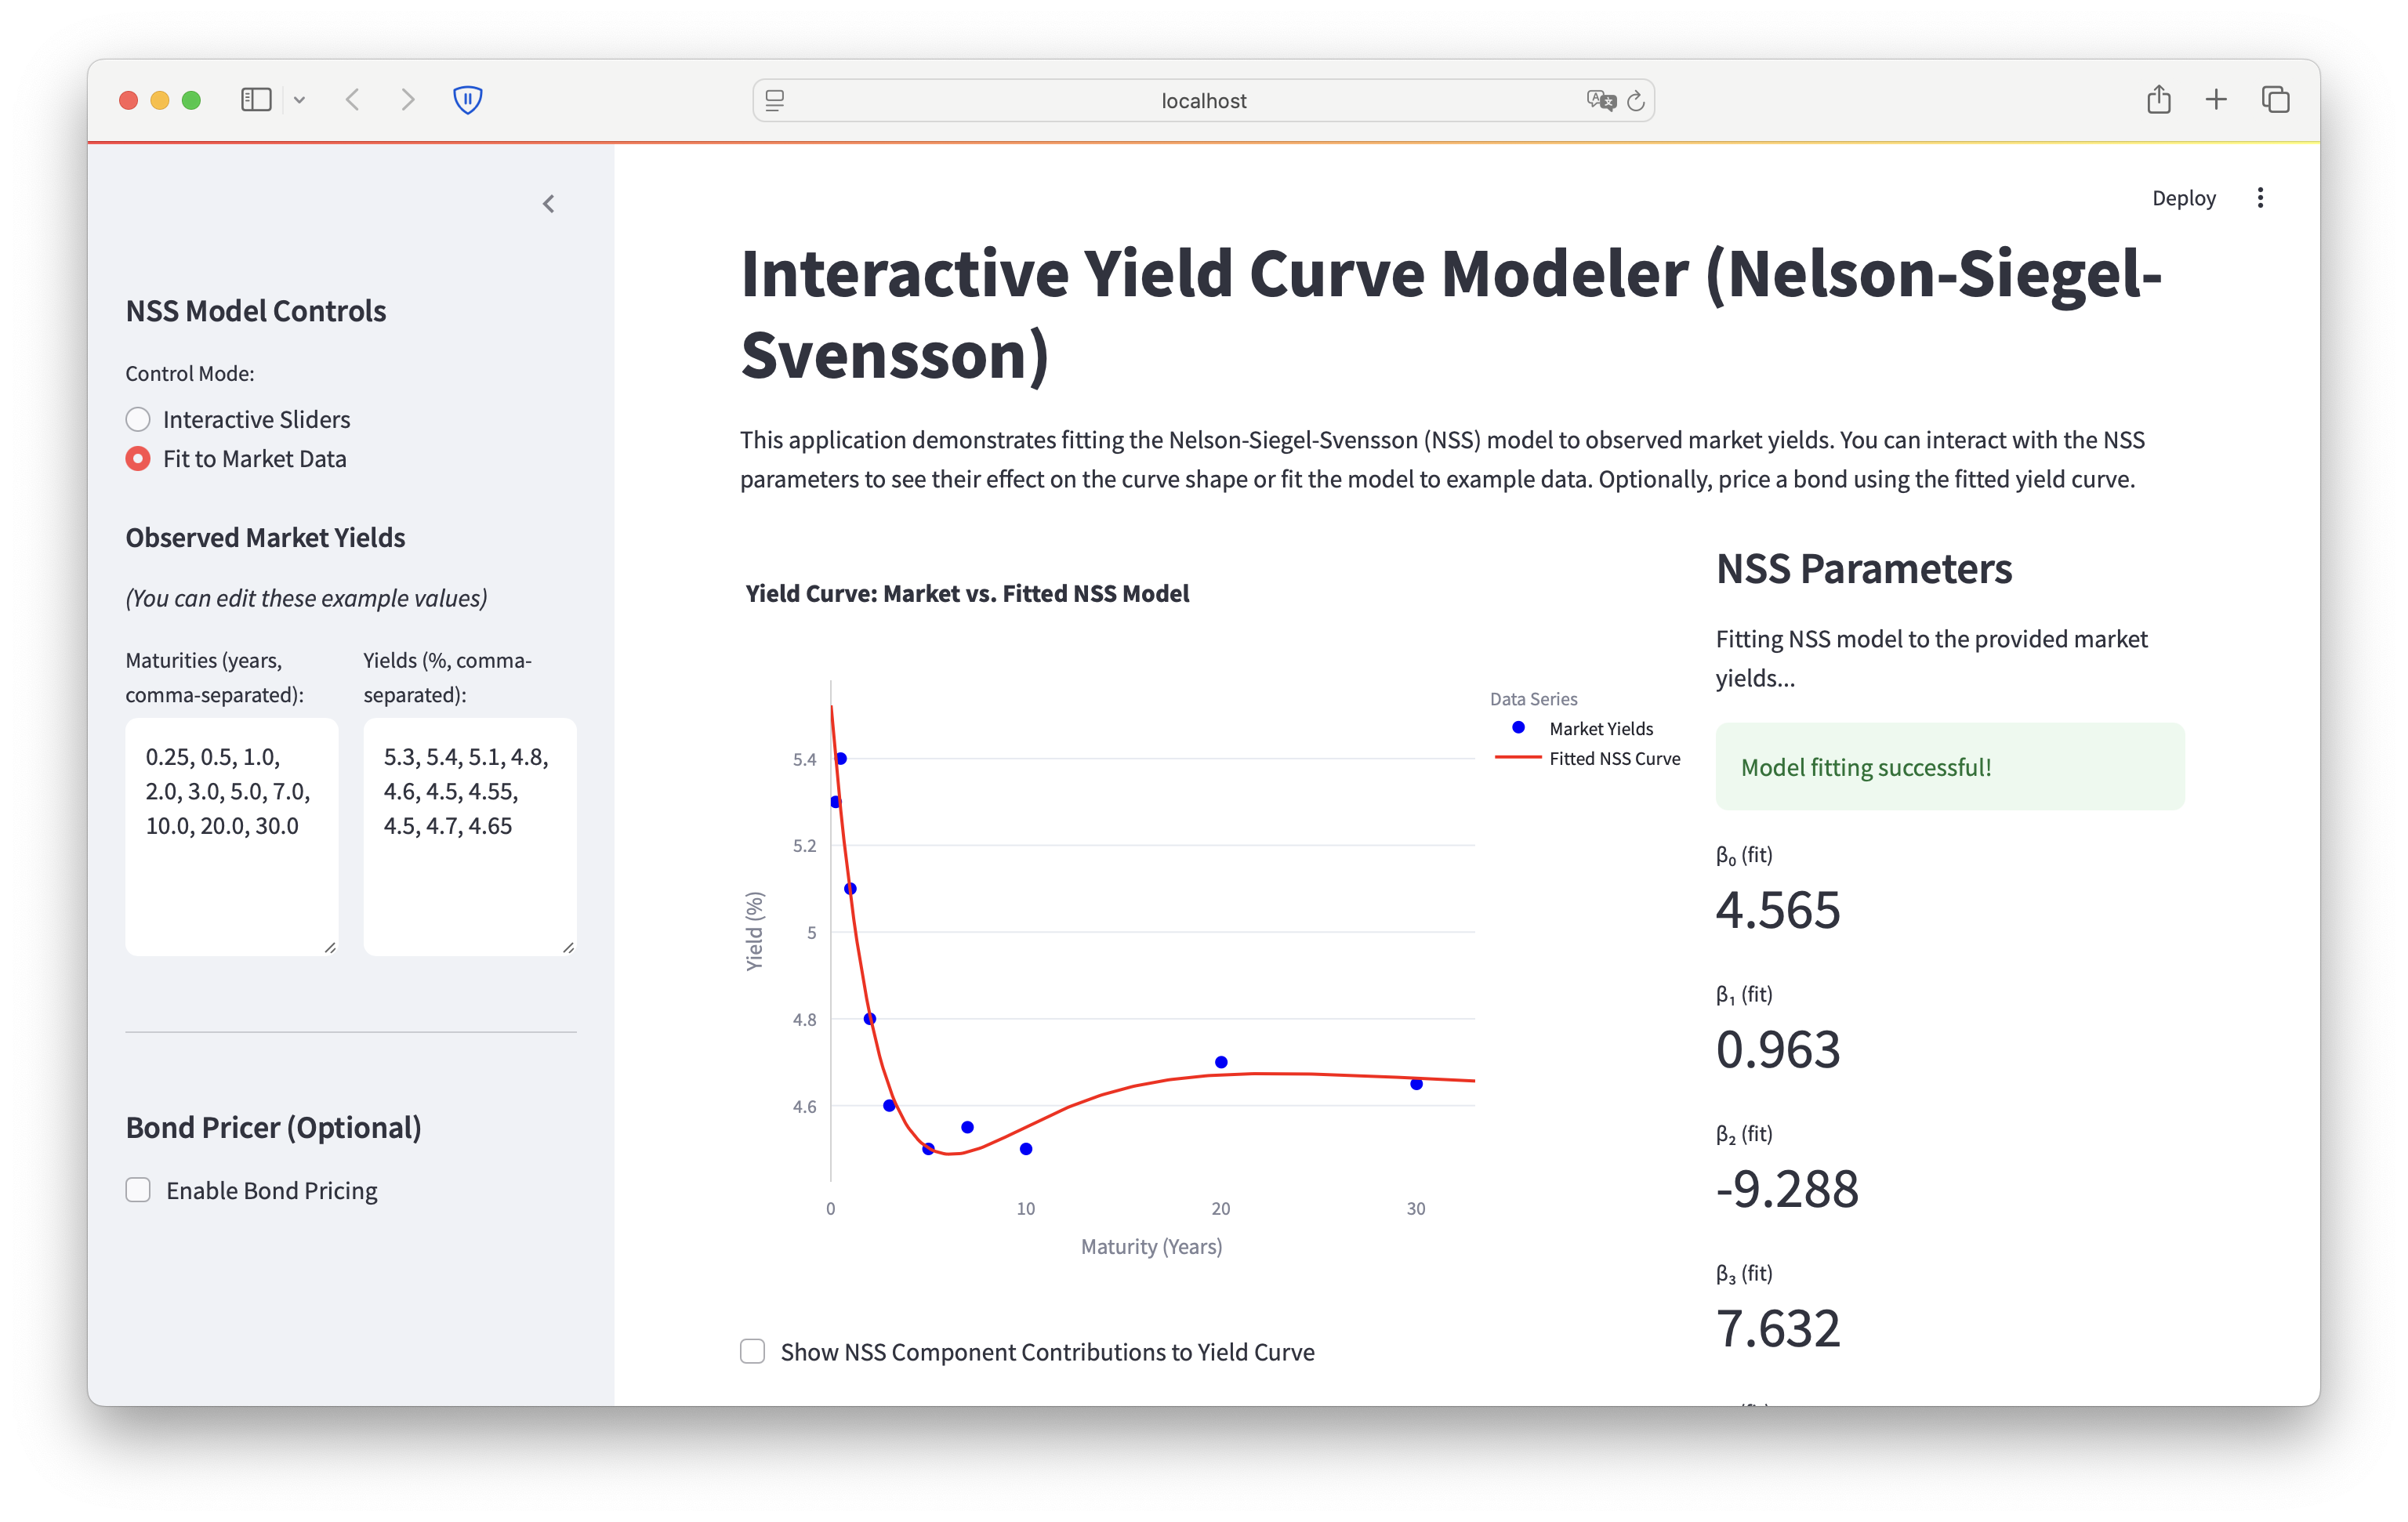 localhost
Deploy
NSS Model Controls
Control Mode:
Interactive Sliders
Fit to Market Data
Observed Market Yields
(You can edit these example values)
Maturities (years,
comma-separated):
0.25, 0.5, 1.0,
2.0, 3.0, 5.0, 7.0,
10.0, 20.0, 30.0
Yields (%, comma-
separated):
5.3, 5.4, 5.1, 4.8,
4.6, 4.5, 4.55,
4.5, 4.7, 4.65
Bond Pricer (Optional)
Enable Bond Pricing
Interactive Yield Curve Modeler (Nelson-Siegel-
Svensson)
This application demonstrates fitting the Nelson-Siegel-Svensson (NSS) model to observed market yields. You can interact with the NSS
parameters to see their effect on the curve shape or fit the model to example data. Optionally, price a bond using the fitted yield curve.
Yield Curve: Market vs. Fitted NSS Model
Data Series
Market Yields
Fitted NSS Curve
Yield (%)
5.4
5.2
5
4.8
4.6
0 10 20 30
Maturity (Years)
Show NSS Component Contributions to Yield Curve
NSS Parameters
Fitting NSS model to the provided market
yields...
Model fitting successful!
β₀ (fit)
4.565
β₁ (fit)
0.963
β₂ (fit)
-9.288
β₃ (fit)
7.632